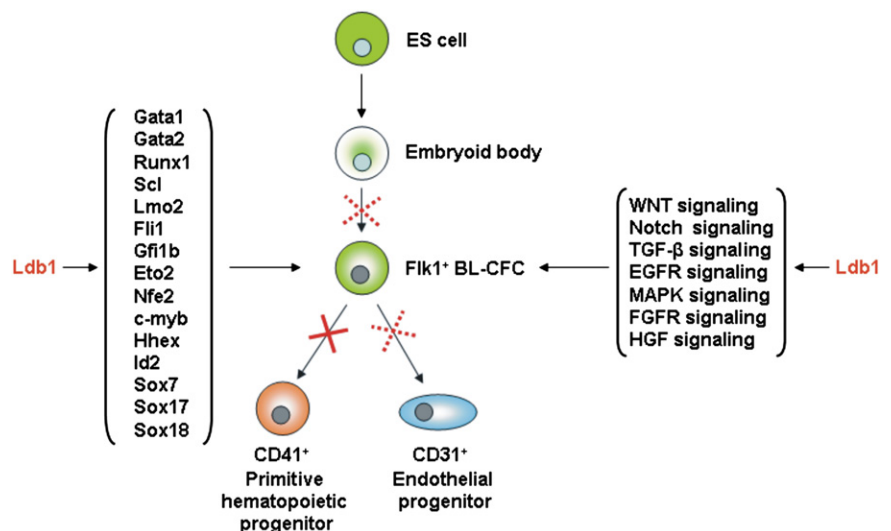 ES cell
Embryoid body
Flk1⁺ BL-CFC
Ldb1
Gata1
Gata2
Runx1
Scl
Lmo2
Fli1
Gfi1b
Eto2
Nfe2
c-myb
Hhex
Id2
Sox7
Sox17
Sox18
WNT signaling
Notch signaling
TGF-β signaling
EGFR signaling
MAPK signaling
FGFR signaling
HGF signaling
Ldb1
CD41⁺
Primitive
hematopoietic
progenitor
CD31⁺
Endothelial
progenitor